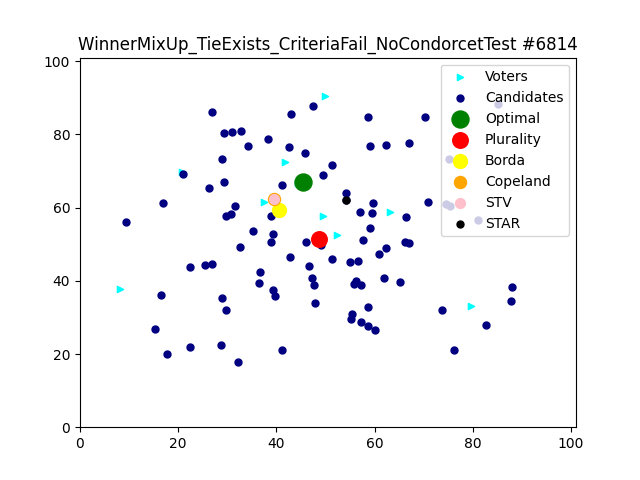 WinnerMixUp_TieExists_CriteriaFail_NoCondorcetTest #6814
100
80
60
40
20
0
0 20 40 60 80 100
Voters
Candidates
Optimal
Plurality
Borda
Copeland
STV
STAR